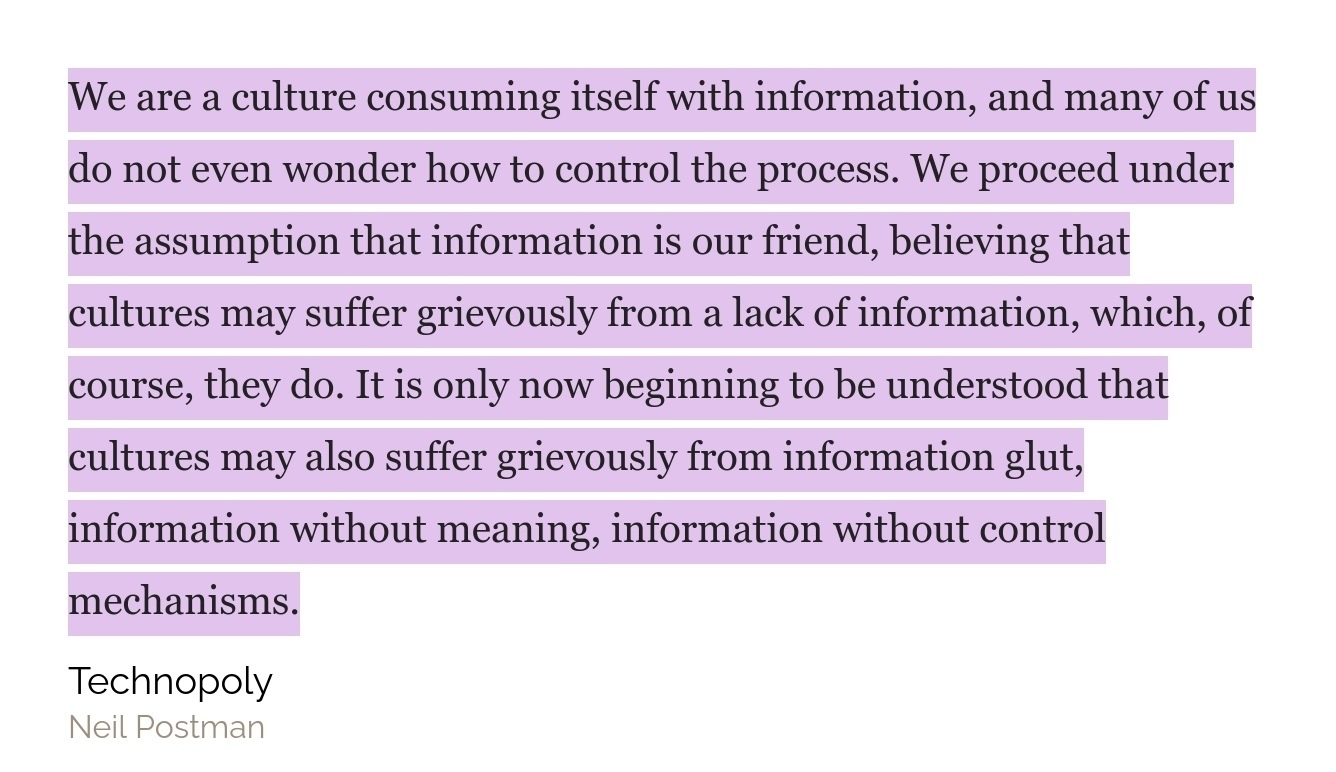 We are a culture consuming itself with information, and many of us
do not even wonder how to control the process. We proceed under
the assumption that information is our friend, believing that
cultures may suffer grievously from a lack of information, which, of
course, they do. It is only now beginning to be understood that
cultures may also suffer grievously from information glut,
information without meaning, information without control
mechanisms.
Technopoly
Neil Postman